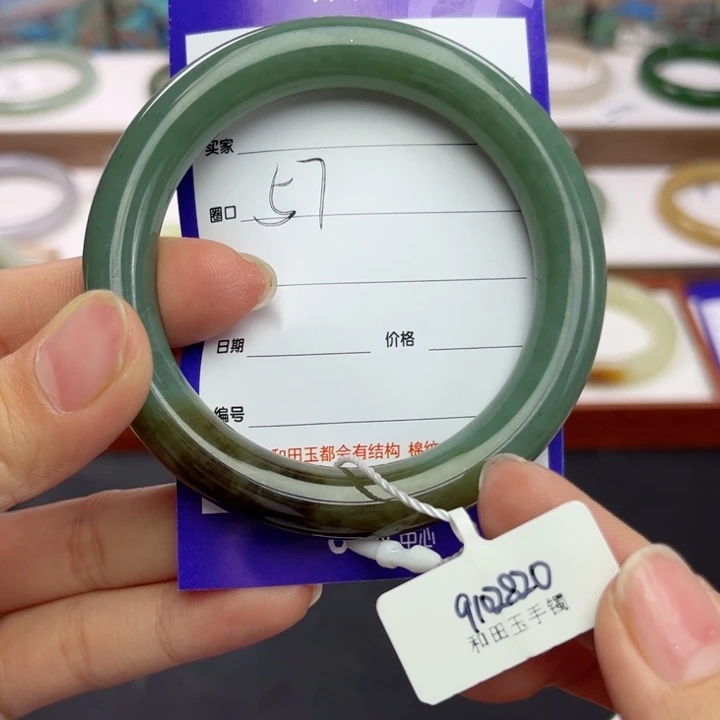 买家
圈口 57
日期 价格
编号
和田玉都会有结构 棉纹
中心
9102820
和田玉手镯